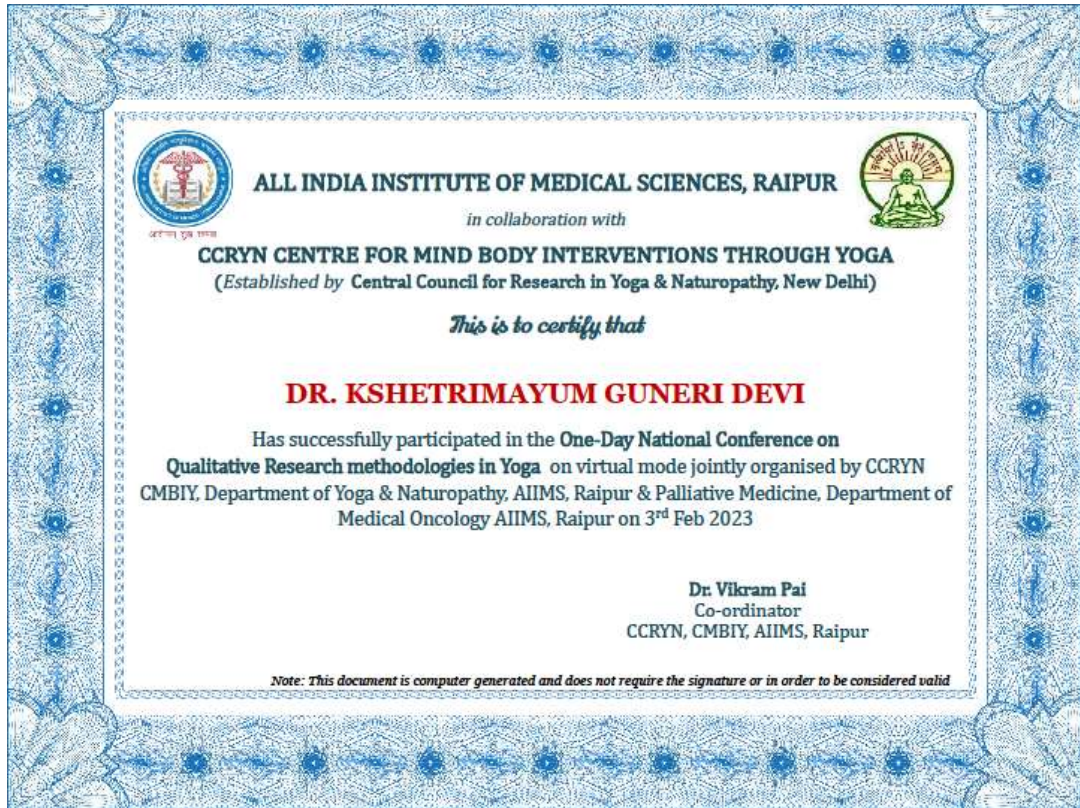 ALL INDIA INSTITUTE OF MEDICAL SCIENCES, RAIPUR
in collaboration with
CCRYN CENTRE FOR MIND BODY INTERVENTIONS THROUGH YOGA
(Established by Central Council for Research in Yoga & Naturopathy, New Delhi)
This is to certify that
DR. KSHETRIMAYUM GUNERI DEVI
Has successfully participated in the One-Day National Conference on
Qualitative Research methodologies in Yoga on virtual mode jointly organised by CCRYN
CMBIY, Department of Yoga & Naturopathy, AIIMS, Raipur & Palliative Medicine, Department of
Medical Oncology AIIMS, Raipur on 3rd Feb 2023
Dr. Vikram Pai
Co-ordinator
CCRYN, CMBIY, AIIMS, Raipur
Note: This document is computer generated and does not require the signature or in order to be considered valid